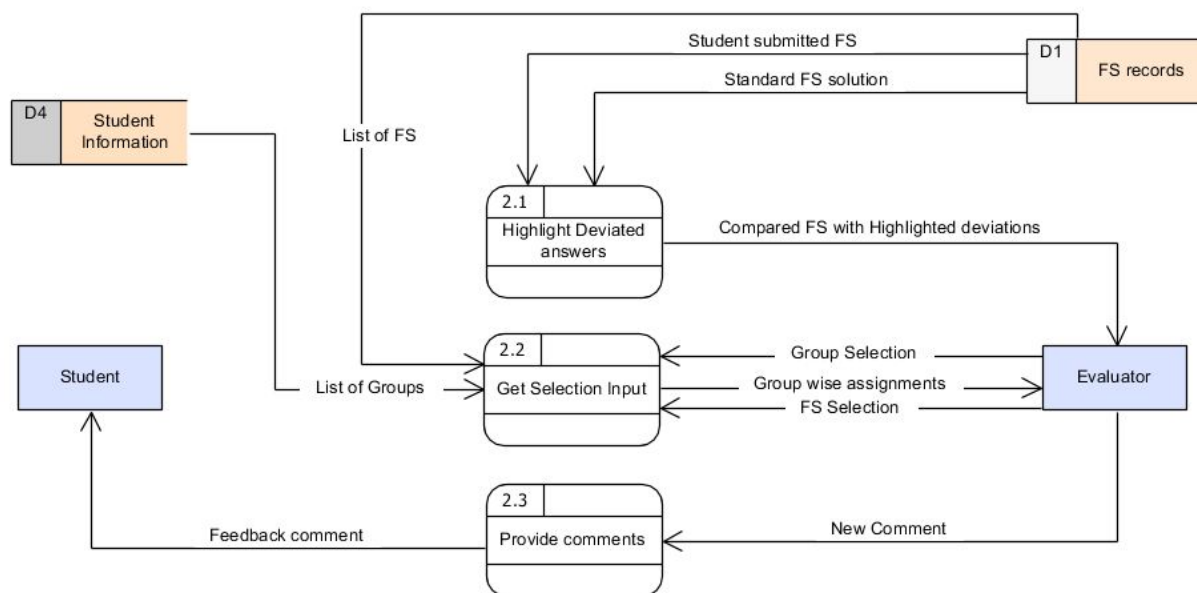 Student submitted FS
D1
FS records
Standard FS solution
D4
Student
Information
List of FS
2.1
Highlight Deviated
answers
Compared FS with Highlighted deviations
2.2
Get Selection Input
Group Selection
Group wise assignments
FS Selection
Evaluator
Student
List of Groups
2.3
Provide comments
New Comment
Feedback comment